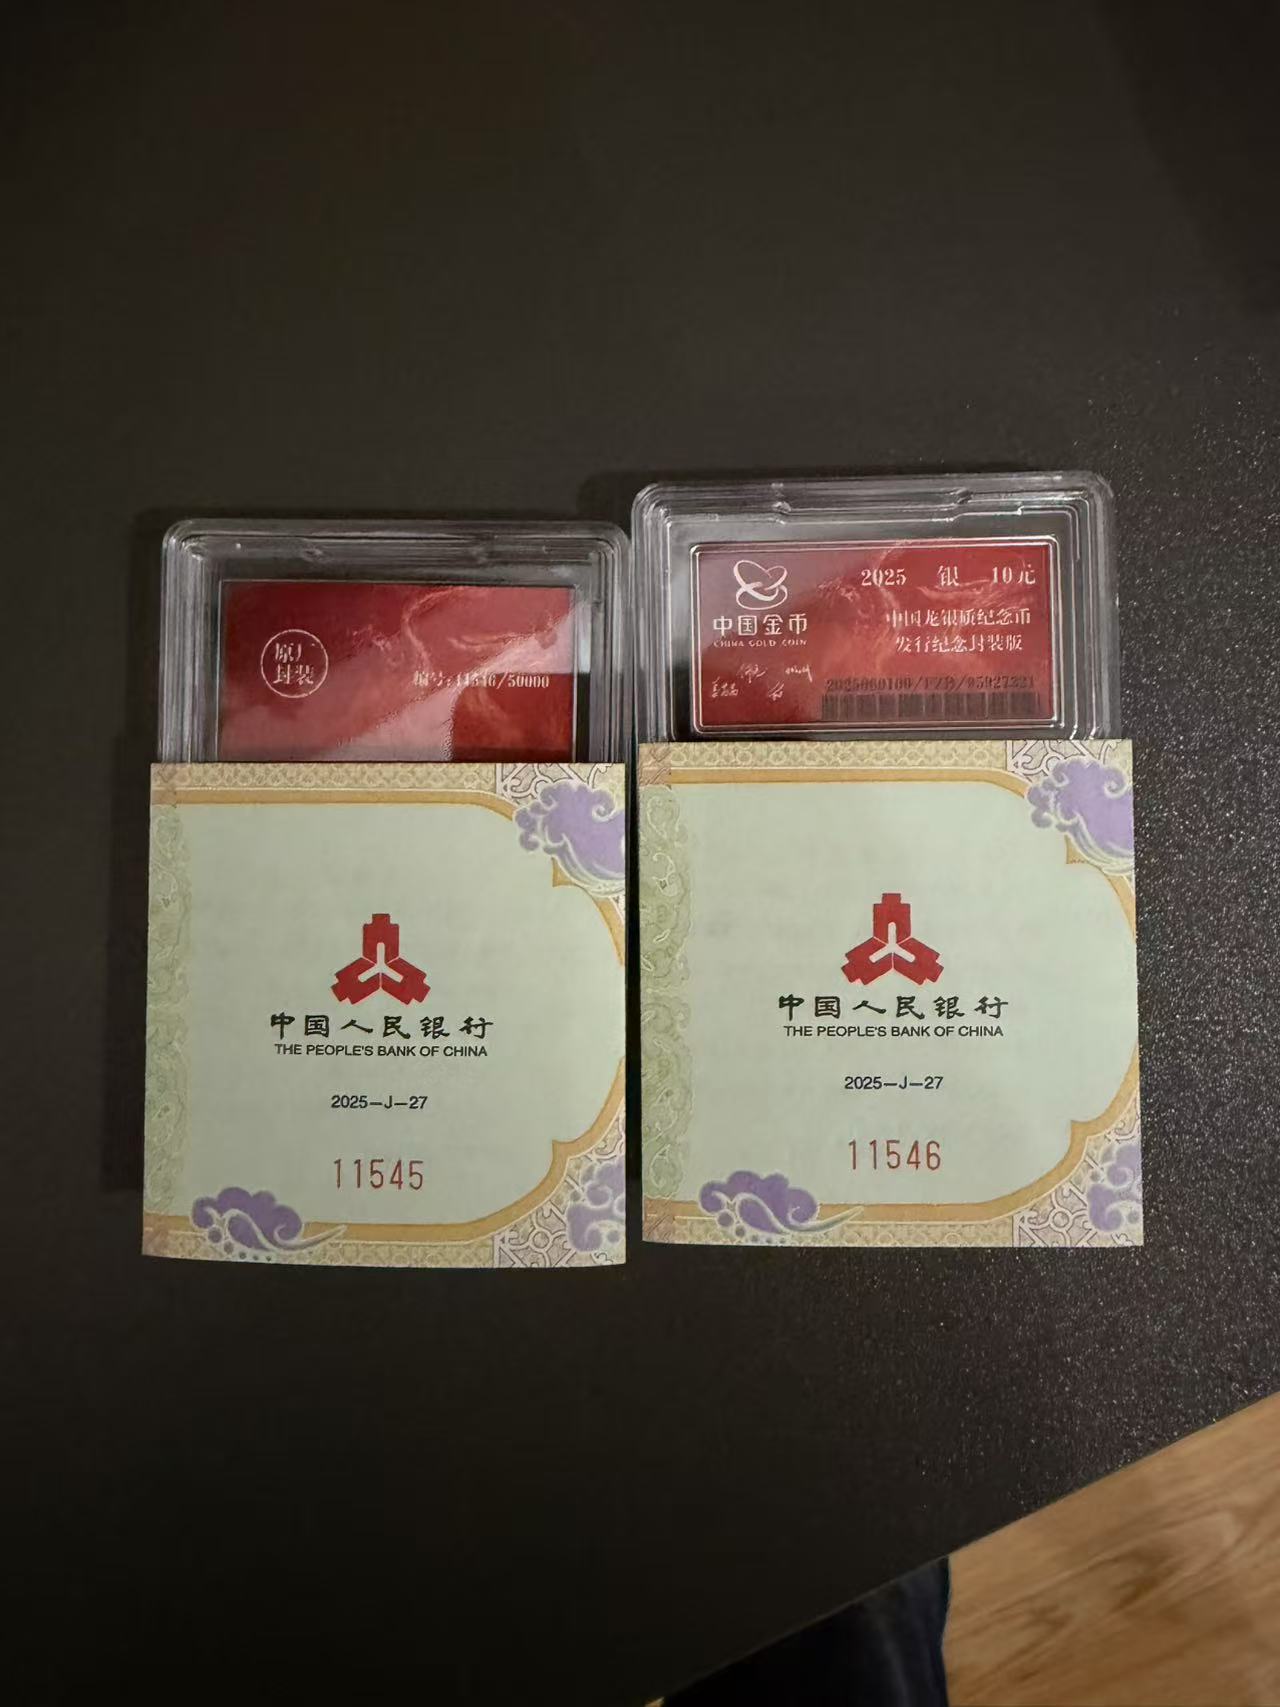 原厂
封装
编号:11546/50000
中国人民银行
THE PEOPLE'S BANK OF CHINA
2025-J-27
11545
中国金币
CHINA GOLD COIN
2025 银 10元
中国龙银质纪念币
发行纪念封装版
中国人民银行
THE PEOPLE'S BANK OF CHINA
2025-J-27
11546